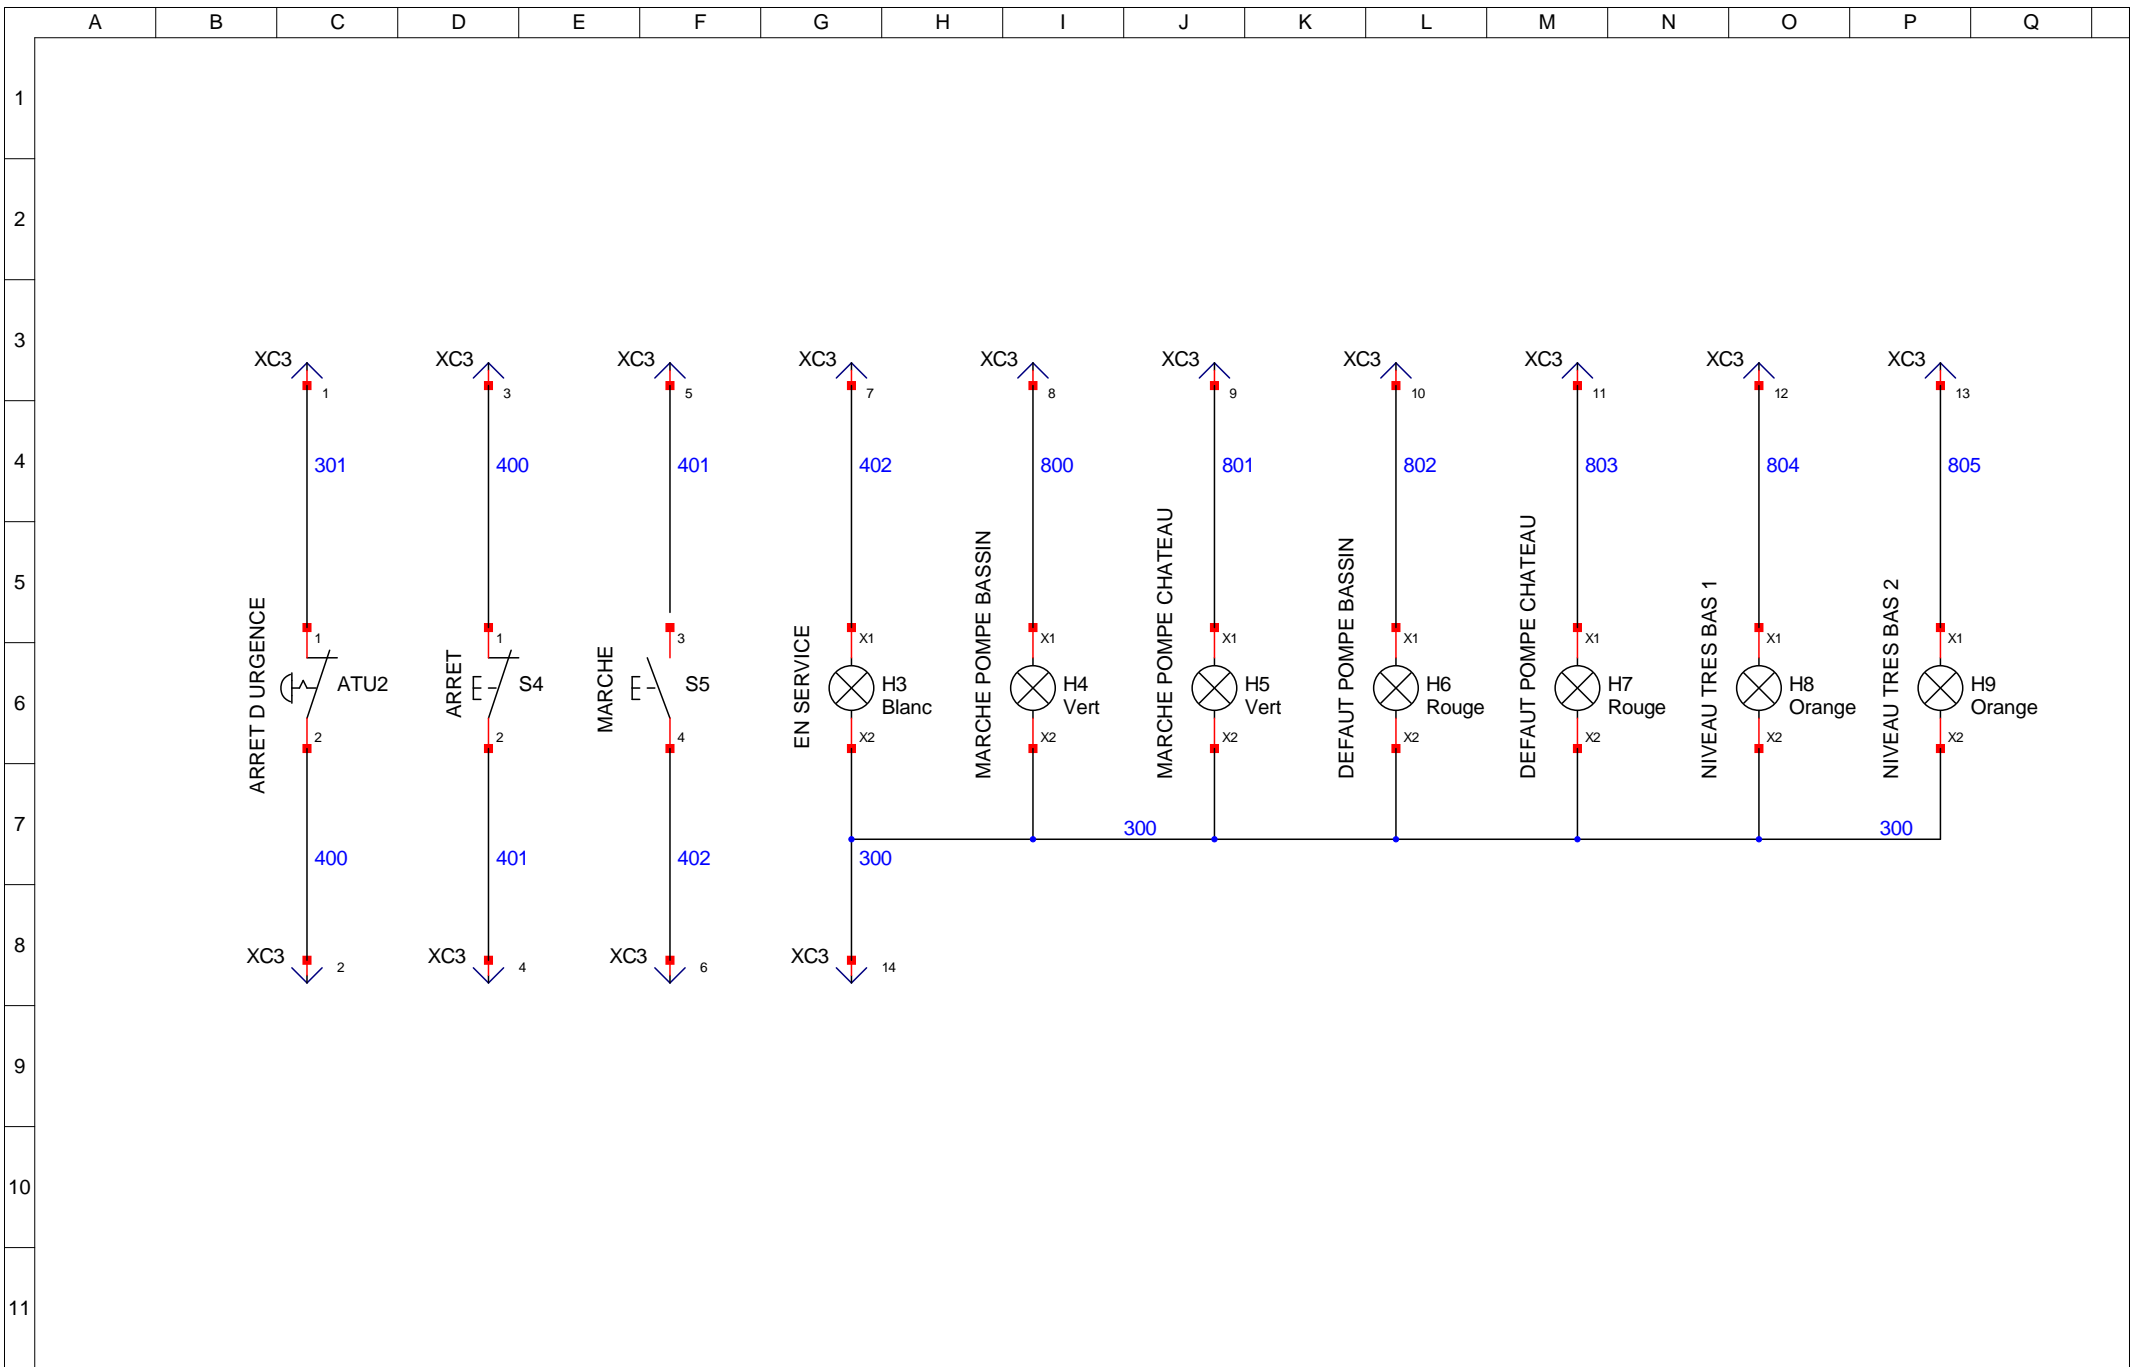 A B C D E F G H I J K L M N O P Q
1
2
3
XC3 XC3 XC3 XC3 XC3 XC3 XC3 XC3 XC3 XC3
1 3 5 7 8 9 10 11 12 13
4
301 400 401 402 800 801 802 803 804 805
5
ARRET D URGENCE
ARRET
MARCHE
EN SERVICE
MARCHE POMPE BASSIN
MARCHE POMPE CHATEAU
DEFAUT POMPE BASSIN
DEFAUT POMPE CHATEAU
NIVEAU TRES BAS 1
NIVEAU TRES BAS 2
1 1 3 X1 X1 X1 X1 X1 X1 X1
6
ATU2 S4 S5 H3 H4 H5 H6 H7 H8 H9
Blanc Vert Vert Rouge Rouge Orange Orange
2 2 4 X2 X2 X2 X2 X2 X2 X2
7
300 300
400 401 402 300
8
XC3 XC3 XC3 XC3
2 4 6 14
9
10
11